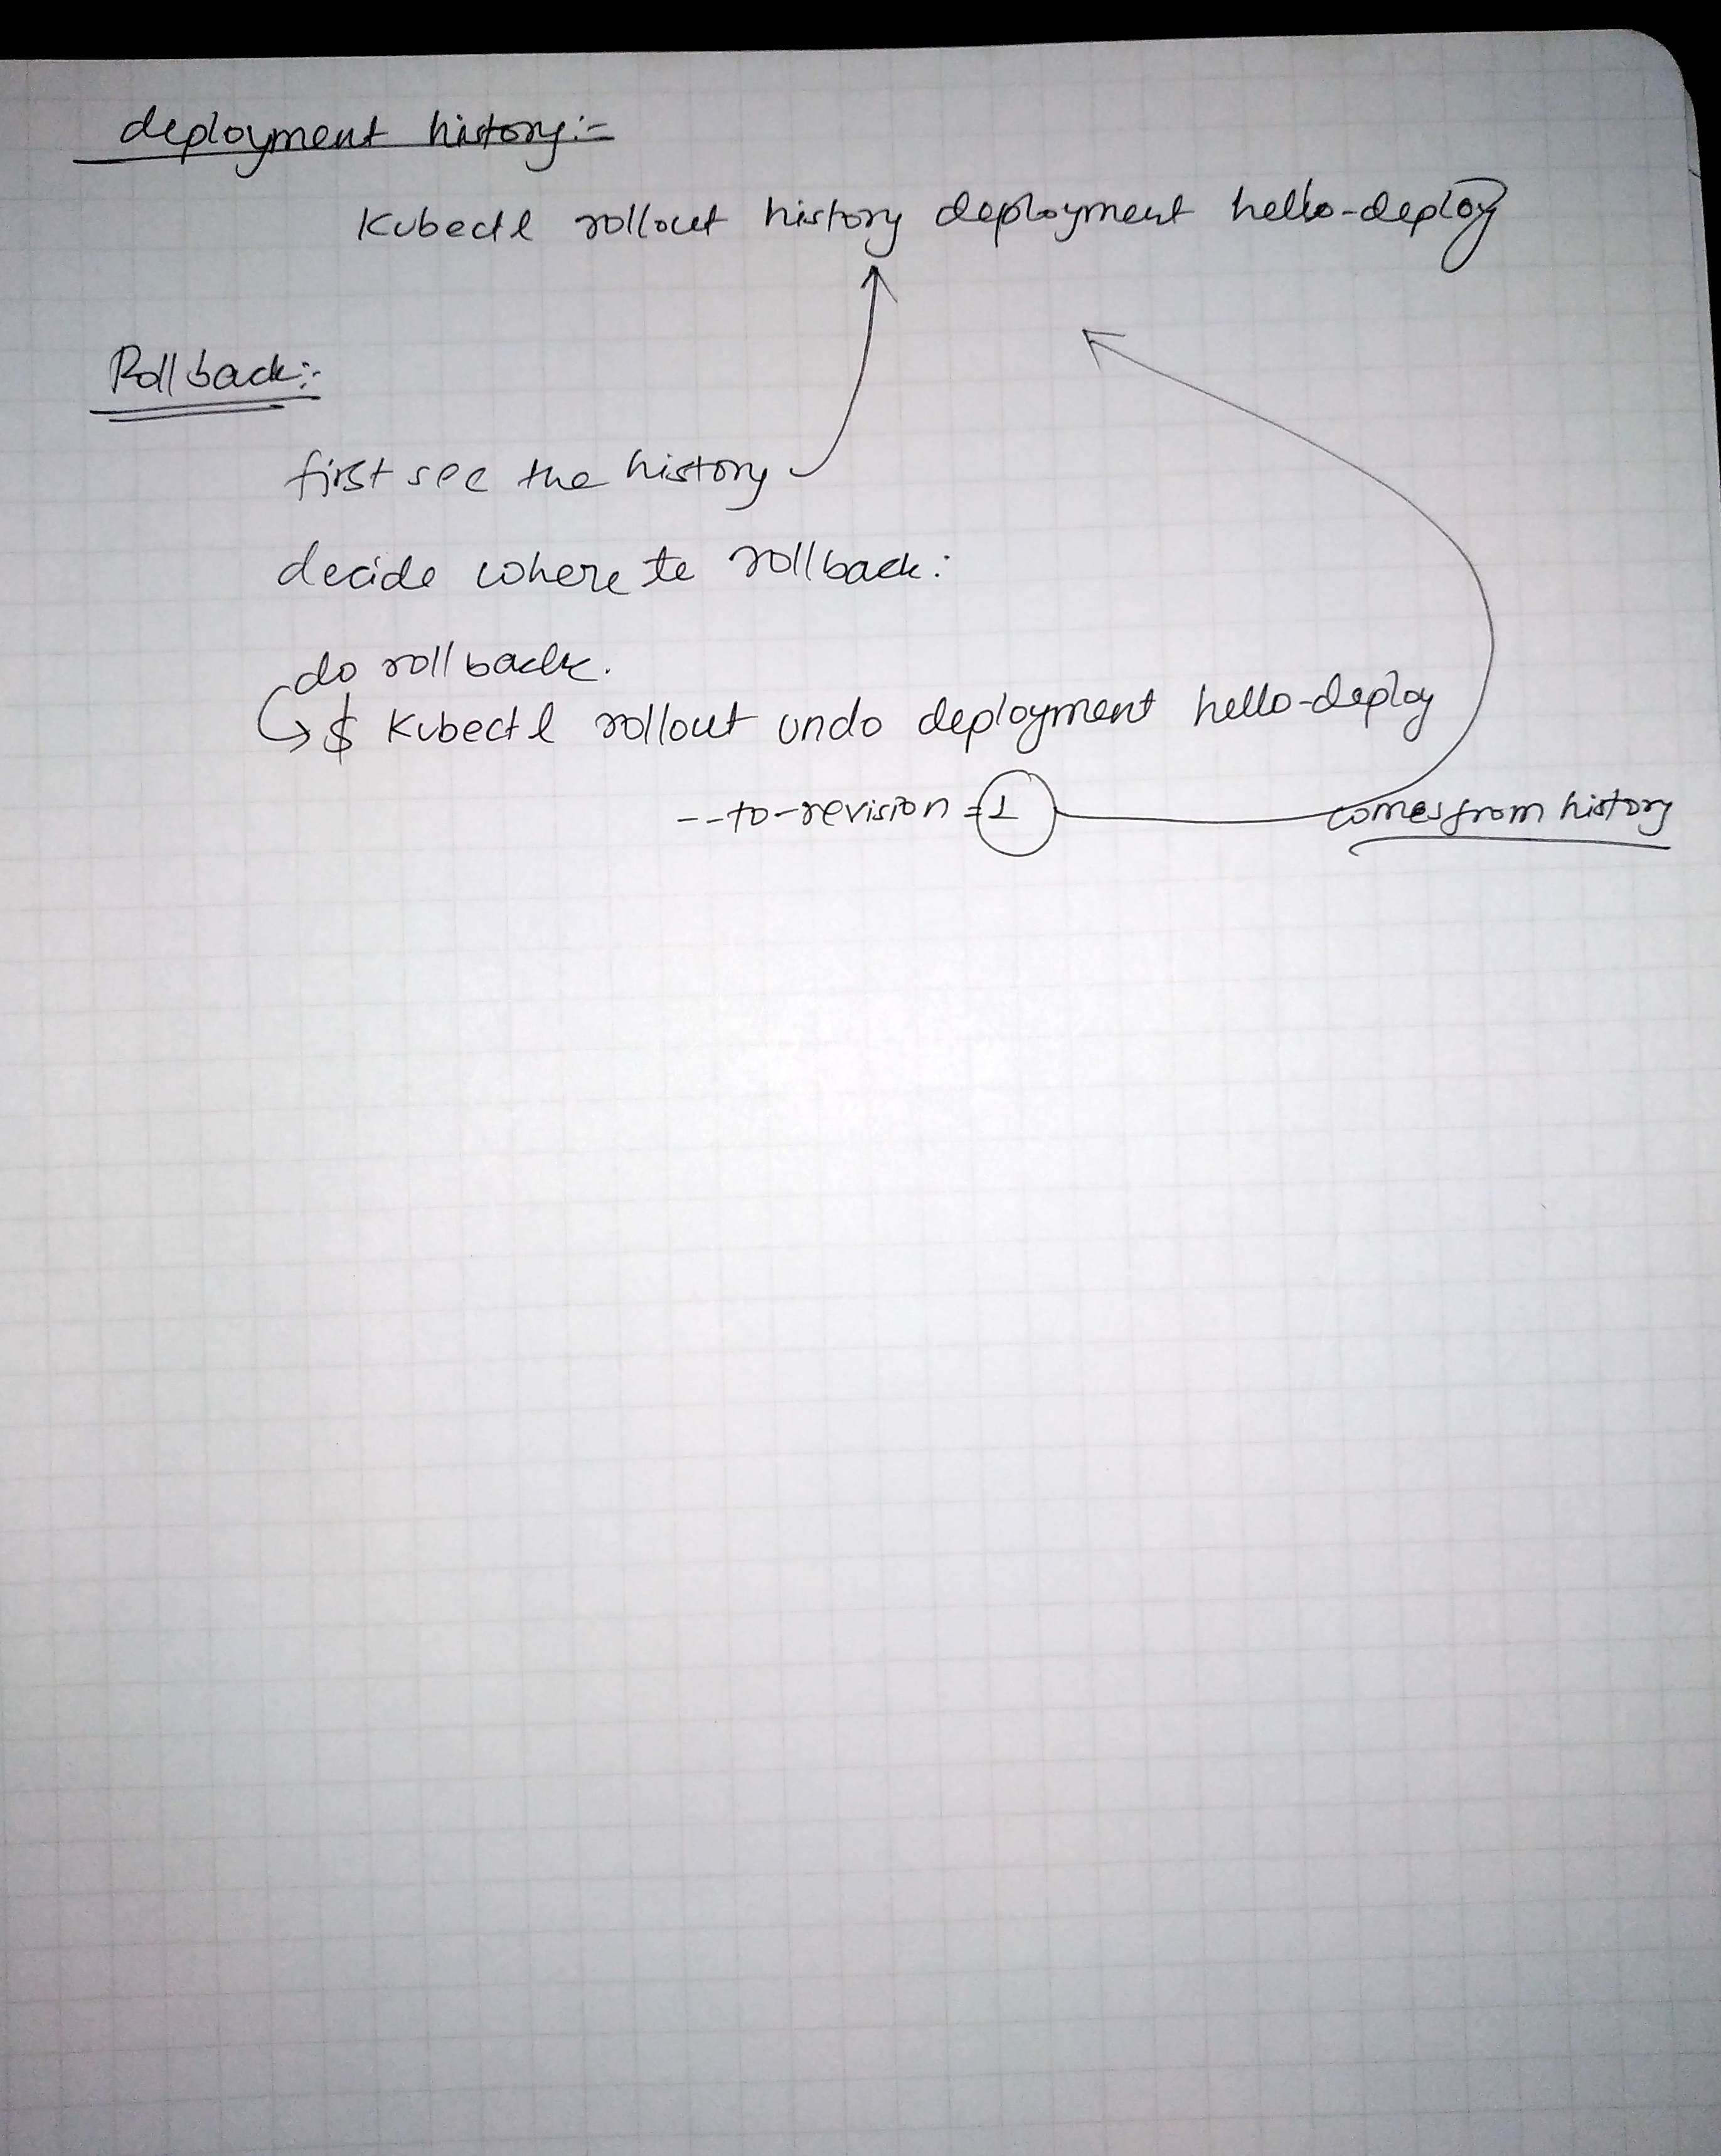 deployment history:-
Kubectl rollout history deployment hello-deploy
Rollback:-
first see the history
decide where to rollback:
do rollback.
$ Kubectl rollout undo deployment hello-deploy
--to-revision=1 comes from history